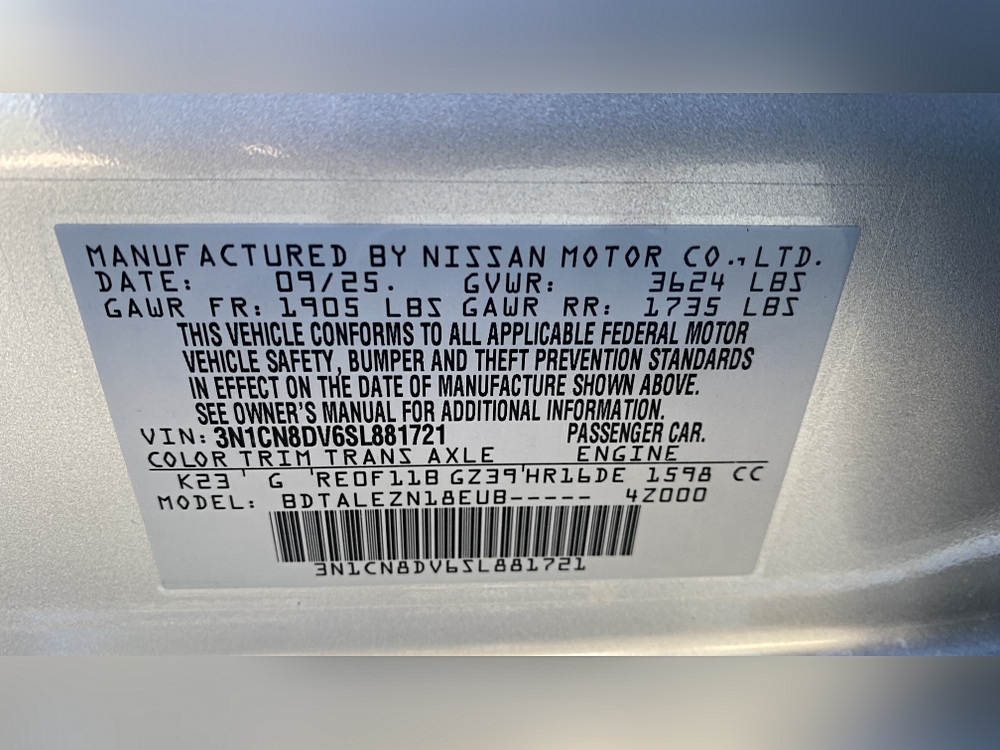 MANUFACTURED BY NISSAN MOTOR CO., LTD.
DATE: 09/25. GVWR: 3624 LBS
GAWR FR: 1905 LBS GAWR RR: 1735 LBS
THIS VEHICLE CONFORMS TO ALL APPLICABLE FEDERAL MOTOR
VEHICLE SAFETY, BUMPER AND THEFT PREVENTION STANDARDS
IN EFFECT ON THE DATE OF MANUFACTURE SHOWN ABOVE.
SEE OWNER'S MANUAL FOR ADDITIONAL INFORMATION.
VIN: 3N1CN8DV6SL881721 PASSENGER CAR.
COLOR TRIM TRANS AXLE ENGINE
K23 G RE0F11B GZ39 HR16DE 1598 CC
MODEL: BDTALEZN18EUB----- 4Z000
3N1CN8DV6SL881721